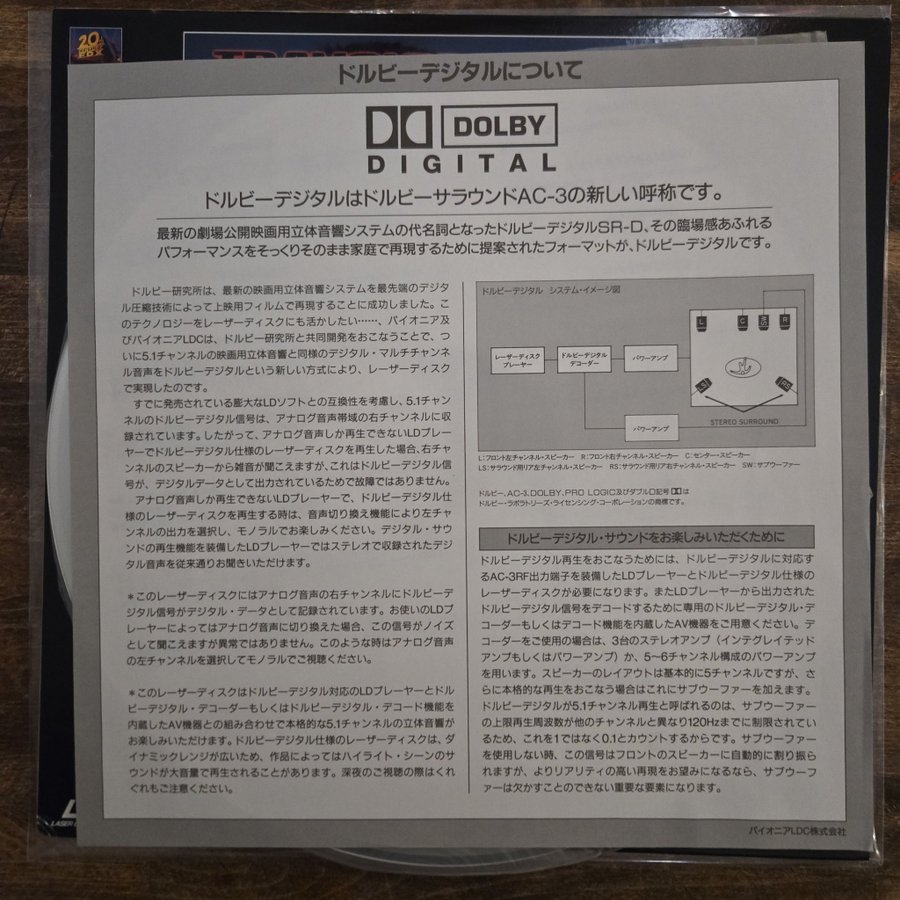 20
ドルビーデジタルについて
DOLBY
DIGITAL
ドルビーデジタルはドルビーサラウンドAC-3の新しい呼称です。
最新の劇場公開映画用立体音響システムの代名詞となったドルビーデジタルSR-D、その臨場感あふれる
パフォーマンスをそっくりそのまま家庭で再現するために提案されたフォーマットが、ドルビーデジタルです。
ドルビー研究所は、最新の映画用立体音響システムを最先端のデジタ
ル圧縮技術によって上映用フィルムで再現することに成功しました。こ
のテクノロジーをレーザーディスクにも活かしたい……、パイオニア及
びパイオニアLDCは、ドルビー研究所と共同開発をおこなうことで、つ
いに5.1チャンネルの映画用立体音響と同様のデジタル・マルチチャンネ
ル音声をドルビーデジタルという新しい方式により、レーザーディスク
で実現したのです。
すでに発売されている膨大なLDソフトとの互換性を考慮し、5.1チャン
ネルのドルビーデジタル信号は、アナログ音声帯域の右チャンネルに収
録されています。したがって、アナログ音声しか再生できないLDプレー
ヤーでドルビーデジタル仕様のレーザーディスクを再生した場合、右チャ
ンネルのスピーカーから雑音が聞こえますが、これはドルビーデジタル信
号が、デジタルデータとして出力されているためで故障ではありません。
アナログ音声しか再生できないLDプレーヤーで、ドルビーデジタル仕
様のレーザーディスクを再生する時は、音声切り換え機能により左チャ
ンネルの出力を選択し、モノラルでお楽しみください。デジタル・サウ
ンドの再生機能を装備したLDプレーヤーではステレオで収録されたデジ
タル音声を従来通りお聞きいただけます。
＊このレーザーディスクにはアナログ音声の右チャンネルにドルビーデ
ジタル信号がデジタル・データとして記録されています。お使いのLDプ
レーヤーによってはアナログ音声に切り換えた場合、この信号がノイズ
として聞こえますが異常ではありません。このような時はアナログ音声
の左チャンネルを選択してモノラルでご視聴ください。
＊このレーザーディスクはドルビーデジタル対応のLDプレーヤーとドル
ビーデジタル・デコーダーもしくはドルビーデジタル・デコード機能を
内蔵したAV機器との組み合わせで本格的な5.1チャンネルの立体音響が
お楽しみいただけます。ドルビーデジタル仕様のレーザーディスクは、ダ
イナミックレンジが広いため、作品によってはハイライト・シーンのサ
ウンドが大音量で再生されることがあります。深夜のご視聴の際はくれ
ぐれもご注意ください。
ドルビーデジタル システム・イメージ図
レーザーディスク
プレーヤー
ドルビーデジタル
デコーダー
パワーアンプ
パワーアンプ
L
C
R
LS
RS
STEREO SURROUND
L:フロント左チャンネル・スピーカー R:フロント右チャンネル・スピーカー C:センター・スピーカー
LS:サラウンド用リア左チャンネル・スピーカー RS:サラウンド用リア右チャンネル・スピーカー SW:サブウーファー
ドルビー、AC-3、DOLBY、PRO LOGIC及びダブルD記号は
ドルビー・ラボラトリーズ・ライセンシング・コーポレーションの商標です。
ドルビーデジタル・サウンドをお楽しみいただくために
ドルビーデジタル再生をおこなうためには、ドルビーデジタルに対応す
るAC-3RF出力端子を装備したLDプレーヤーとドルビーデジタル仕様の
レーザーディスクが必要になります。またLDプレーヤーから出力された
ドルビーデジタル信号をデコードするために専用のドルビーデジタル・デ
コーダーもしくはデコード機能を内蔵したAV機器をご用意ください。デ
コーダーをご使用の場合は、3台のステレオアンプ（インテグレイテッド
アンプもしくはパワーアンプ）か、5〜6チャンネル構成のパワーアンプ
を用います。スピーカーのレイアウトは基本的に5チャンネルですが、さ
らに本格的な再生をおこなう場合はこれにサブウーファーを加えます。
ドルビーデジタルが5.1チャンネル再生と呼ばれるのは、サブウーファー
の上限再生周波数が他のチャンネルと異なり120Hzまでに制限されてい
るため、これを1ではなく0.1とカウントするからです。サブウーファー
を使用しない時、この信号はフロントのスピーカーに自動的に割り振ら
れますが、よりリアリティの高い再現をお望みになるなら、サブウーフ
ァーは欠かすことのできない重要な要素になります。
パイオニアLDC株式会社